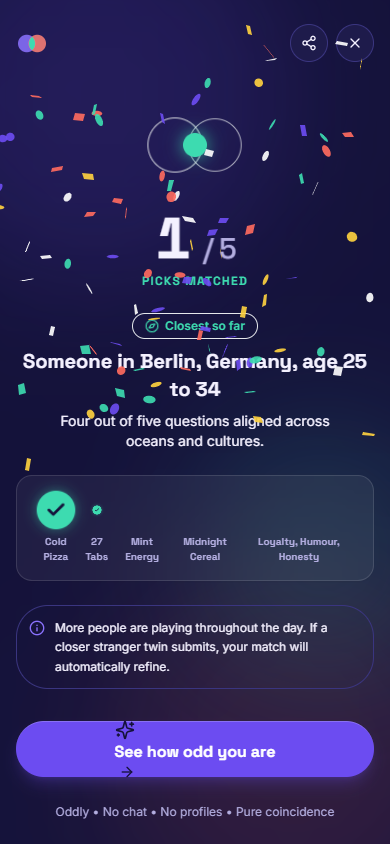 1 / 5
PICKS MATCHED
Closest so far
Someone in Berlin, Germany, age 25
to 34
Four out of five questions aligned across
oceans and cultures.
Cold
Pizza
27
Tabs
Mint
Energy
Midnight
Cereal
Loyalty, Humour,
Honesty
More people are playing throughout the day. If a
closer stranger twin submits, your match will
automatically refine.
See how odd you are
Oddly • No chat • No profiles • Pure coincidence